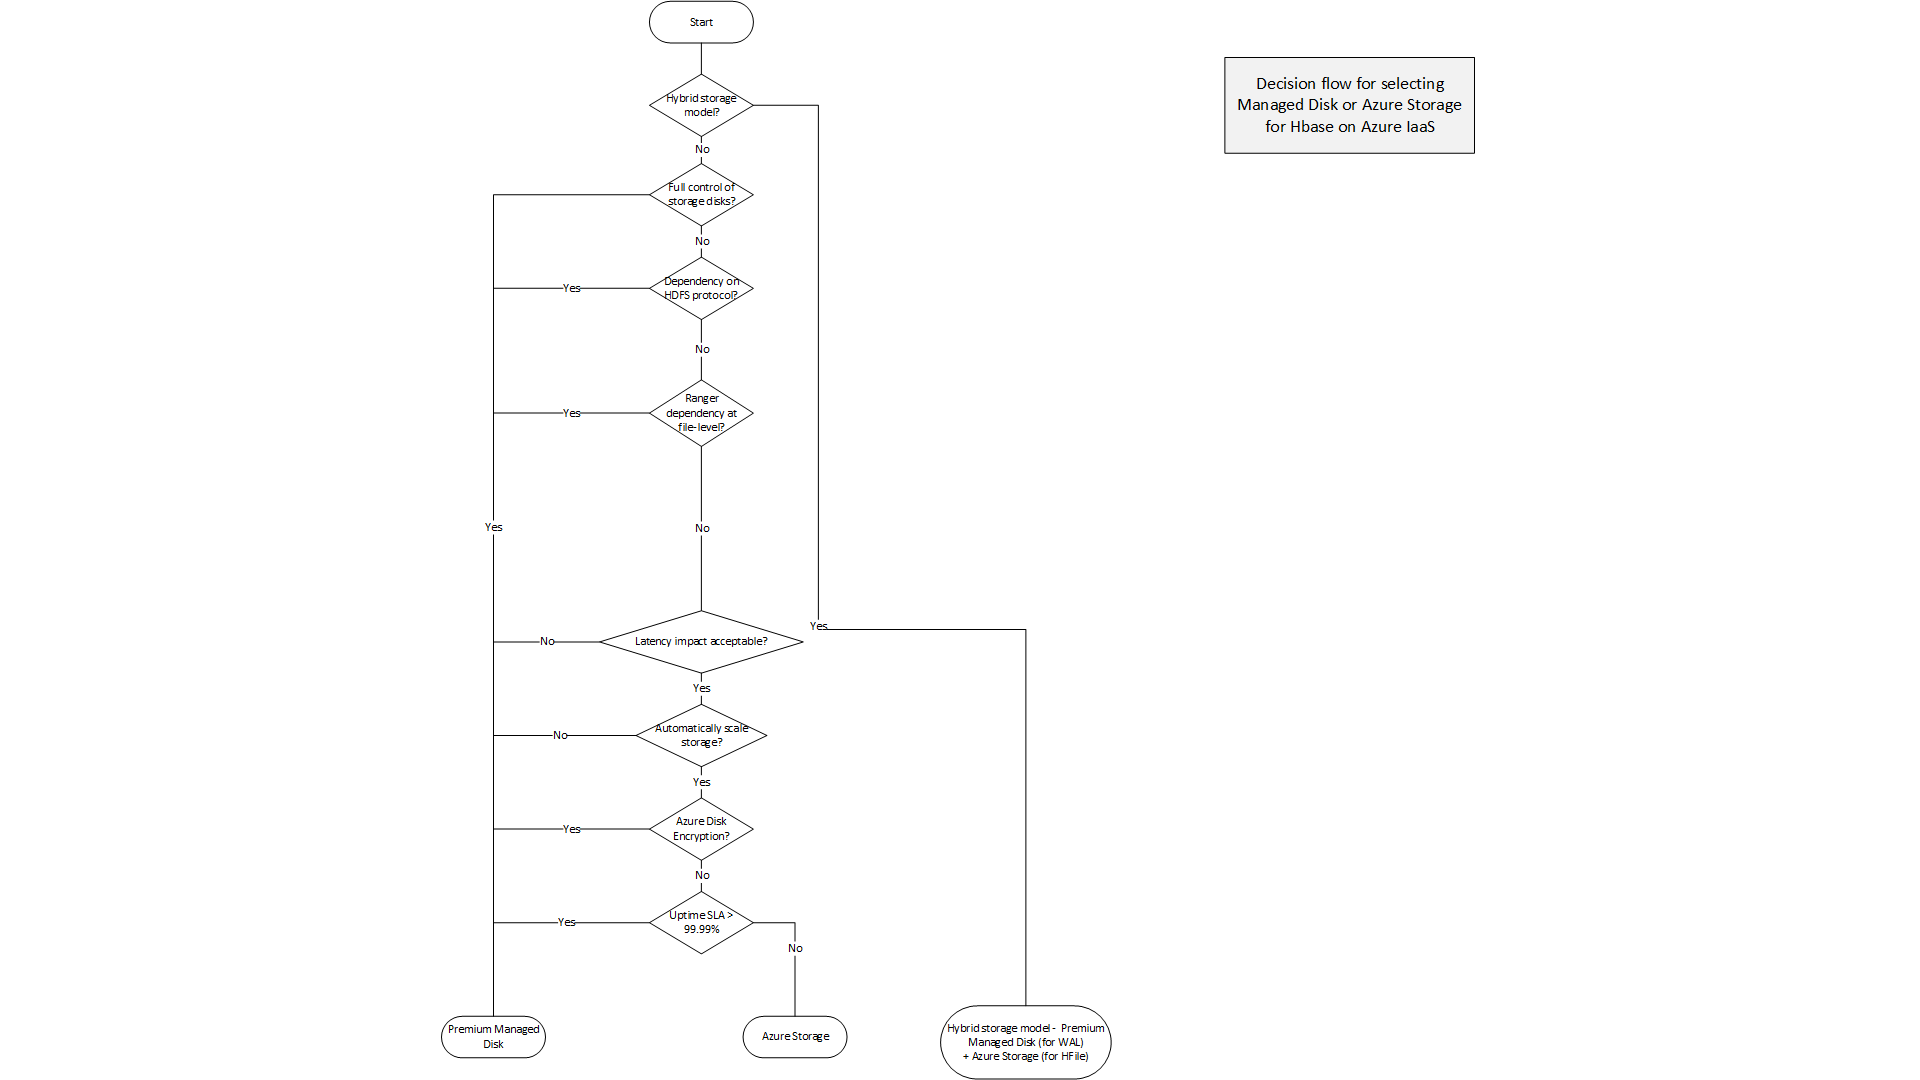 Start
Decision flow for selecting
Managed Disk or Azure Storage
for Hbase on Azure IaaS
Hybrid storage
model?
No
Full control of
storage disks?
No
Dependency on
HDFS protocol?
Yes
No
Ranger
dependency at
file-level?
Yes
Yes
No
Yes
Latency impact acceptable?
No
Yes
Automatically scale
storage?
No
Yes
Azure Disk
Encryption?
Yes
No
Uptime SLA >
99.99%
Yes
No
Premium Managed
Disk
Azure Storage
Hybrid storage model - Premium
Managed Disk (for WAL)
+ Azure Storage (for HFile)